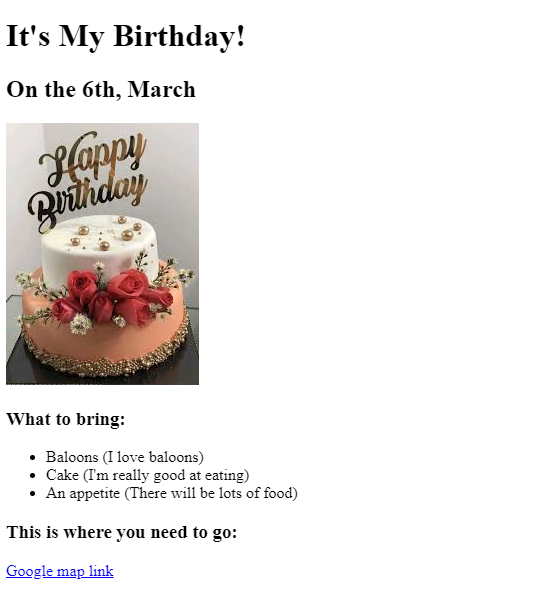 It's My Birthday!
On the 6th, March
Happy
Birthday
What to bring:
Baloons (I love baloons)
Cake (I'm really good at eating)
An appetite (There will be lots of food)
This is where you need to go:
Google map link